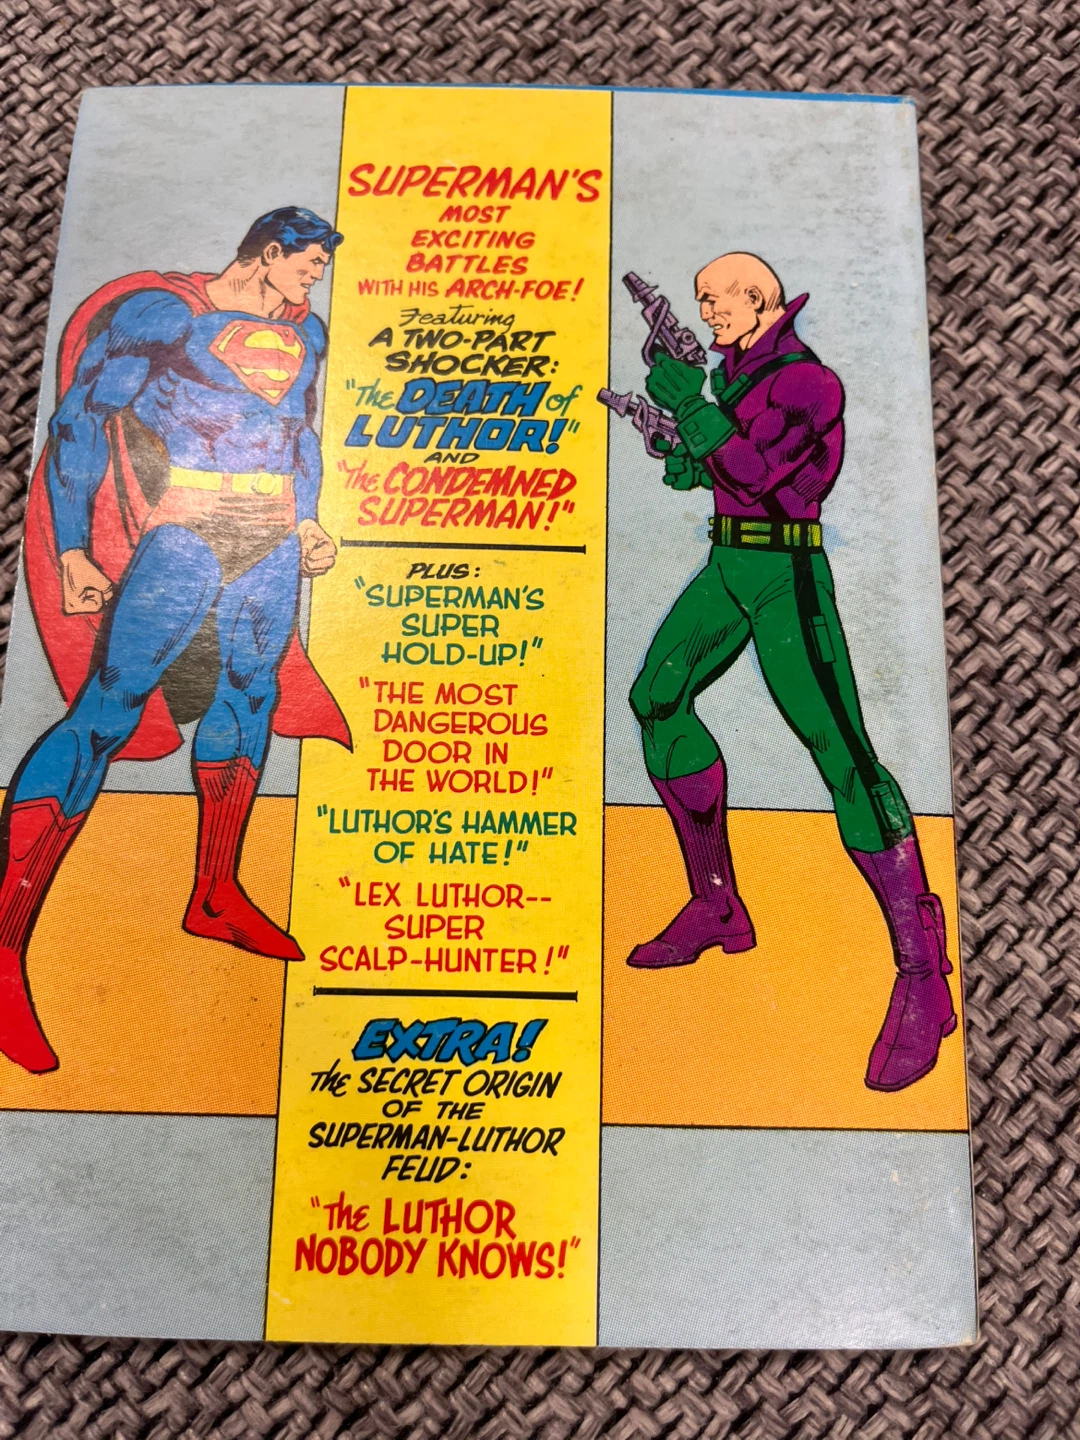 SUPERMAN'S
MOST
EXCITING
BATTLES
WITH HIS ARCH-FOE!
Featuring
A TWO-PART
SHOCKER:
"The DEATH of
LUTHOR!"
AND
"The CONDEMNED
SUPERMAN!"
PLUS:
"SUPERMAN'S
SUPER
HOLD-UP!"
"THE MOST
DANGEROUS
DOOR IN
THE WORLD!"
"LUTHOR'S HAMMER
OF HATE!"
"LEX LUTHOR--
SUPER
SCALP-HUNTER!"
EXTRA!
The SECRET ORIGIN
OF THE
SUPERMAN-LUTHOR
FEUD:
"The LUTHOR
NOBODY KNOWS!"
S